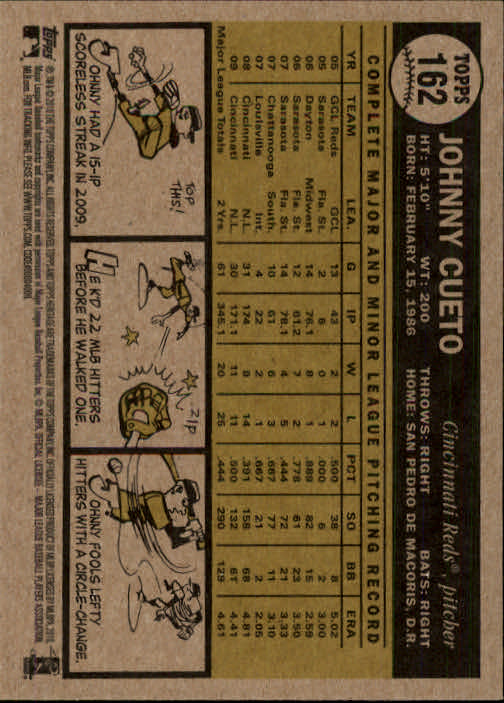 TOPPS
162
JOHNNY CUETO
Cincinnati Reds®, pitcher
HT: 5'10" WT: 200 THROWS: RIGHT BATS: RIGHT
BORN: FEBRUARY 15, 1986 HOME: SAN PEDRO DE MACORIS, D.R.
COMPLETE MAJOR AND MINOR LEAGUE PITCHING RECORD
YR TEAM LEA. G IP W L PCT SO BB ERA
05 GCL Reds GCL 13 43 2 2 .500 38 8 5.02
05 Sarasota Fla. St. 2 6 0 1 .000 6 2 3.00
06 Dayton Midwest 14 76.1 8 1 .889 82 15 2.59
06 Sarasota Fla. St. 12 61.2 7 2 .778 61 23 3.50
07 Sarasota Fla. St. 14 78.1 4 5 .444 72 21 3.33
07 Chattanooga South. 10 61 6 3 .667 77 11 3.10
07 Louisville Int. 4 22 2 1 .667 21 2 2.05
08 Cincinnati N.L. 31 174 9 14 .391 158 68 4.81
09 Cincinnati N.L. 30 171.1 11 11 .500 132 61 4.41
Major League Totals 2 Yrs. 61 345.1 20 25 .444 290 129 4.61
TOP THIS!
JOHNNY HAD A 15-IP
SCORELESS STREAK IN 2009.
ZIP
HE K'D 22 MLB HITTERS
BEFORE HE WALKED ONE.
JOHNNY FOOLS LEFTY
HITTERS WITH A CIRCLE-CHANGE.
TOPPS